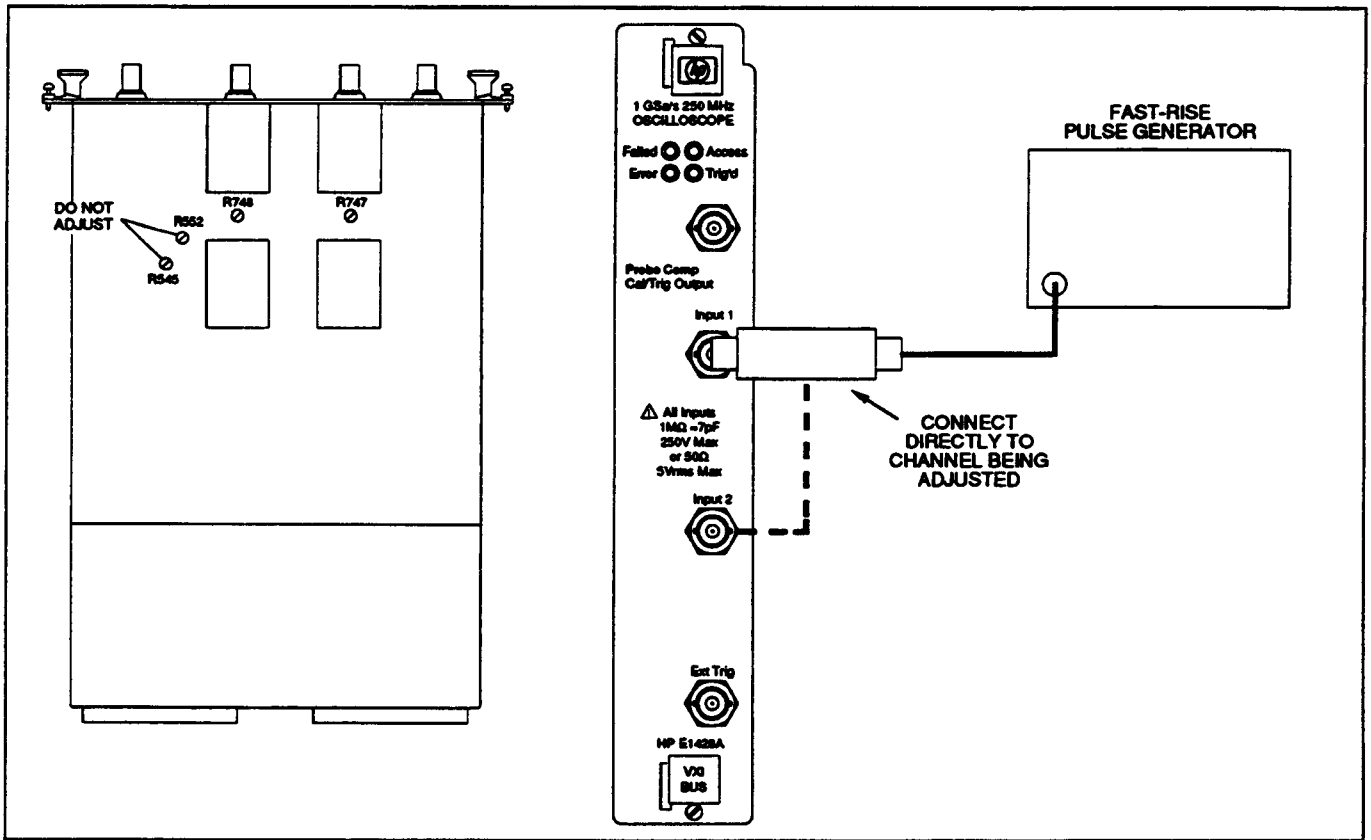 DO NOT
ADJUST
R552
R545
R748
R747
hp
1 GSa/s 250 MHz
OSCILLOSCOPE
Failed Access
Error Trig'd
Probe Comp
Cal/Trig Output
Input 1
All Inputs
1MΩ ~7pF
250V Max
or 50Ω
5Vrms Max
Input 2
Ext Trig
HP E1428A
VXI
BUS
FAST-RISE
PULSE GENERATOR
CONNECT
DIRECTLY TO
CHANNEL BEING
ADJUSTED